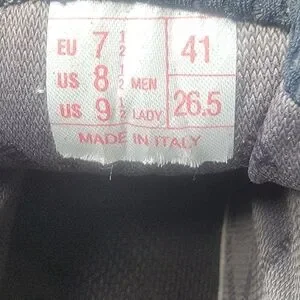 EU 7 1/2 41
US 8 1/2 MEN
US 9 1/2 LADY 26.5
MADE IN ITALY